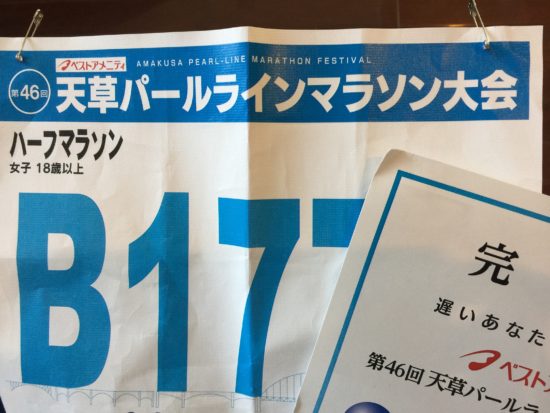 ベストアメニティ
AMAKUSA PEARL-LINE MARATHON FESTIVAL
第46回
天草パールラインマラソン大会
ハーフマラソン
女子 18歳以上
B17
完
遅いあなた
ベスト
第46回 天草パール